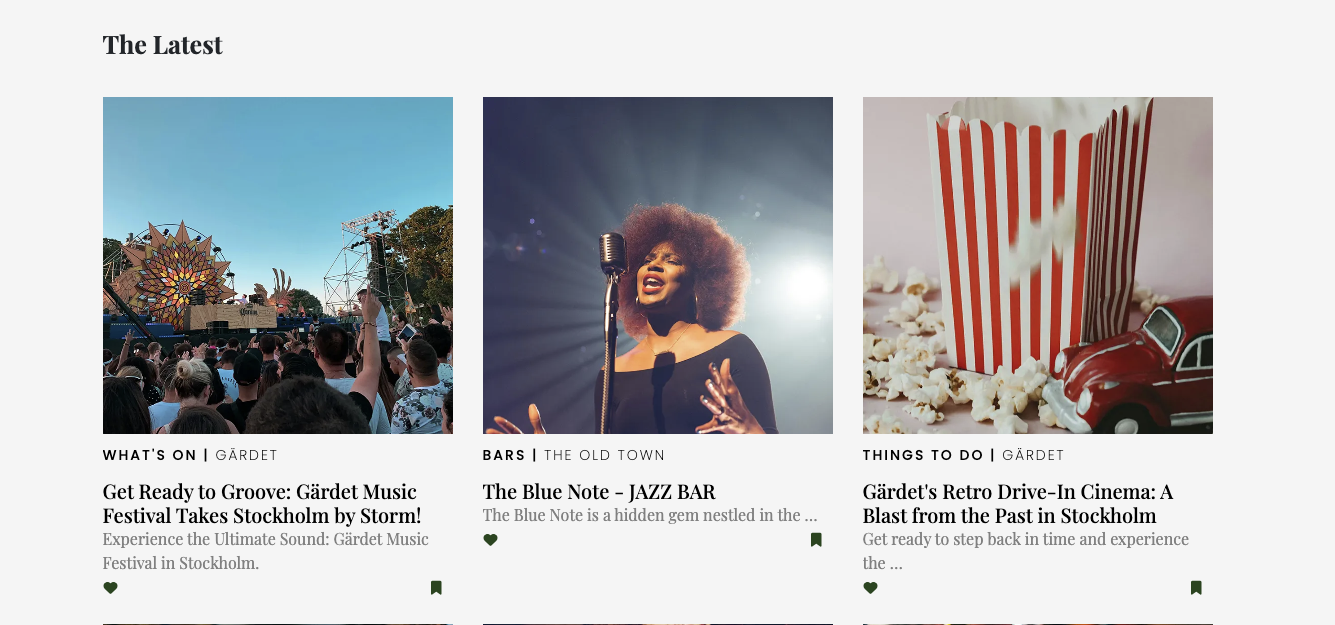 The Latest
WHAT'S ON | GÄRDET
Get Ready to Groove: Gärdet Music
Festival Takes Stockholm by Storm!
Experience the Ultimate Sound: Gärdet Music
Festival in Stockholm.
BARS | THE OLD TOWN
The Blue Note - JAZZ BAR
The Blue Note is a hidden gem nestled in the ...
THINGS TO DO | GÄRDET
Gärdet's Retro Drive-In Cinema: A
Blast from the Past in Stockholm
Get ready to step back in time and experience
the ...